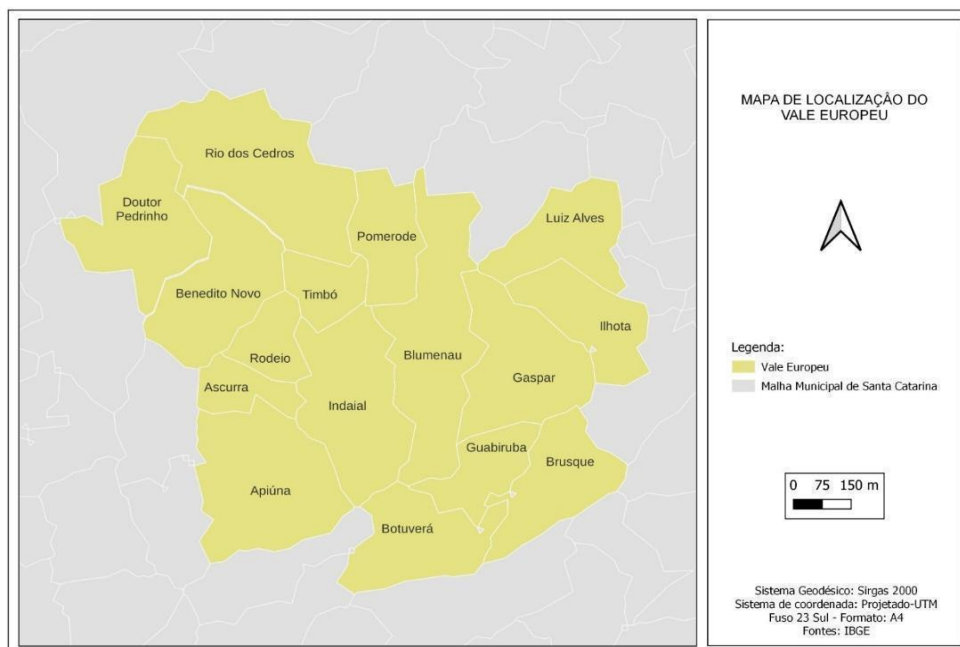 Rio dos Cedros
Doutor
Pedrinho
Luiz Alves
Pomerode
Benedito Novo
Timbó
Ilhota
Rodeio
Blumenau
Ascurra
Gaspar
Indaial
Guabiruba
Brusque
Apiúna
Botuverá
MAPA DE LOCALIZAÇÃO DO
VALE EUROPEU
Legenda:
Vale Europeu
Malha Municipal de Santa Catarina
0 75 150 m
Sistema Geodésico: Sirgas 2000
Sistema de coordenada: Projetado-UTM
Fuso 23 Sul - Formato: A4
Fontes: IBGE